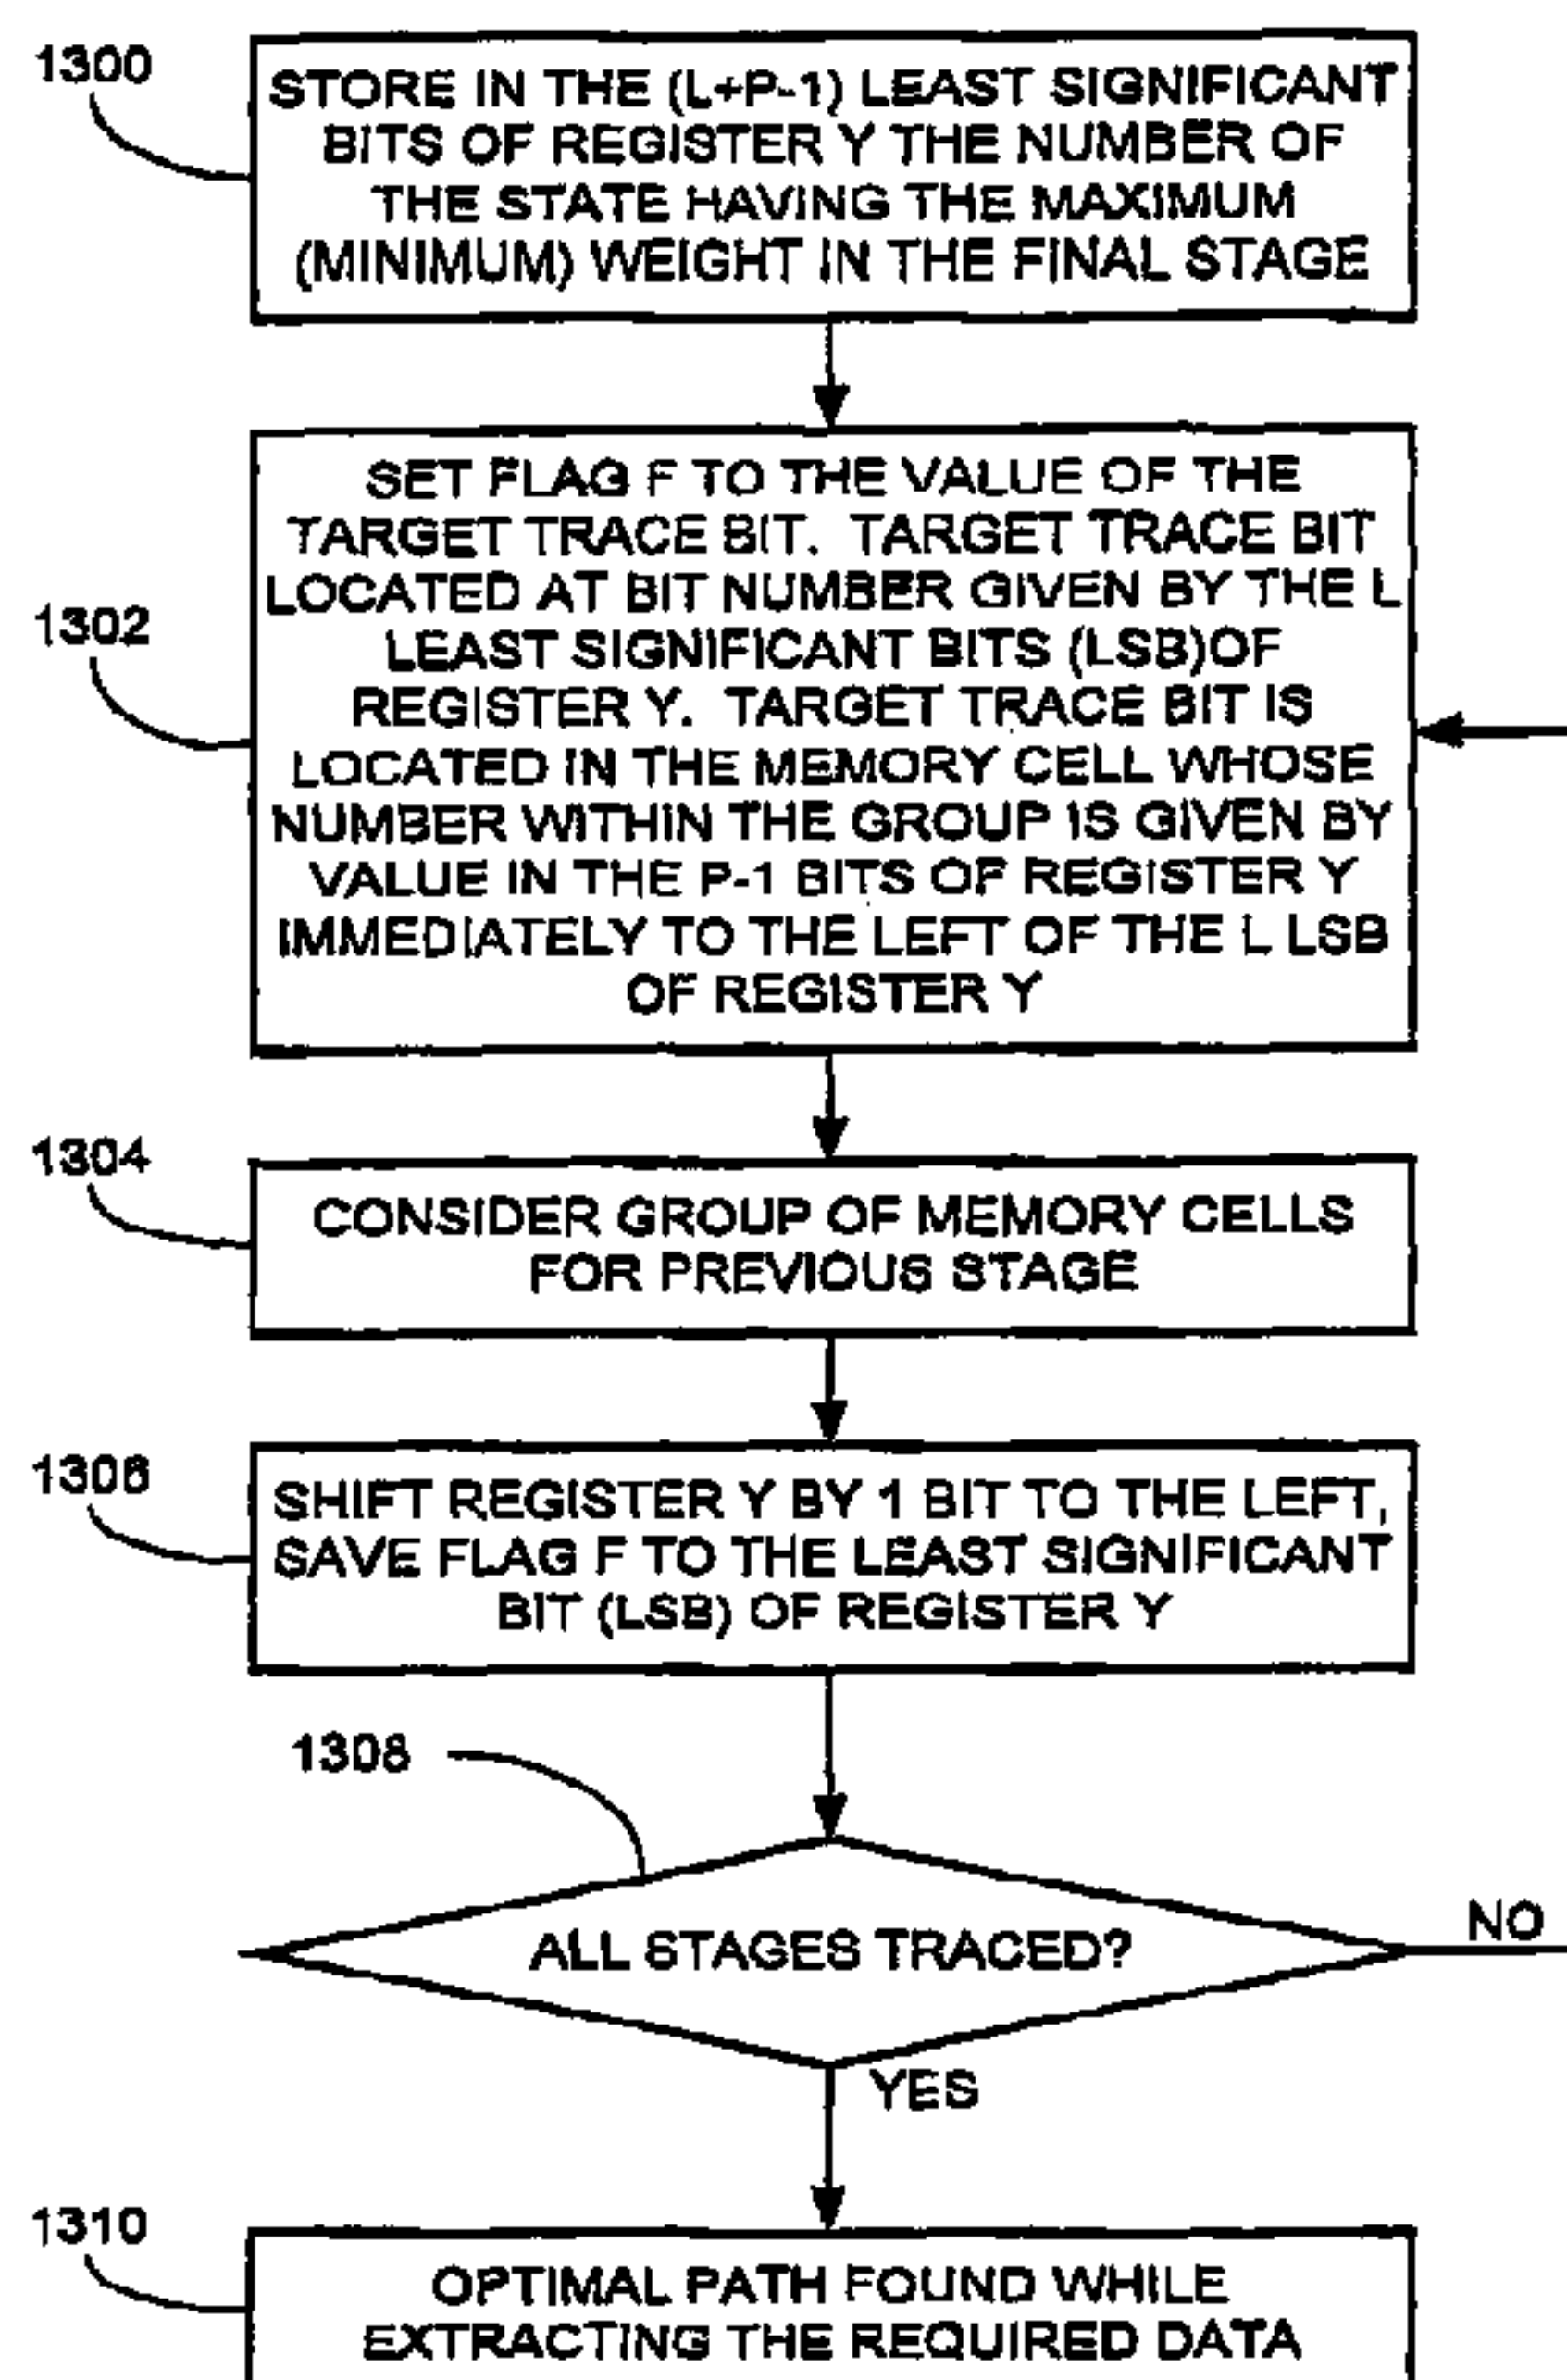 1300
STORE IN THE (L+P-1) LEAST SIGNIFICANT
BITS OF REGISTER Y THE NUMBER OF
THE STATE HAVING THE MAXIMUM
(MINIMUM) WEIGHT IN THE FINAL STAGE
1302
SET FLAG F TO THE VALUE OF THE
TARGET TRACE BIT. TARGET TRACE BIT
LOCATED AT BIT NUMBER GIVEN BY THE L
LEAST SIGNIFICANT BITS (LSB)OF
REGISTER Y. TARGET TRACE BIT IS
LOCATED IN THE MEMORY CELL WHOSE
NUMBER WITHIN THE GROUP IS GIVEN BY
VALUE IN THE P-1 BITS OF REGISTER Y
IMMEDIATELY TO THE LEFT OF THE L LSB
OF REGISTER Y
1304
CONSIDER GROUP OF MEMORY CELLS
FOR PREVIOUS STAGE
1306
SHIFT REGISTER Y BY 1 BIT TO THE LEFT,
SAVE FLAG F TO THE LEAST SIGNIFICANT
BIT (LSB) OF REGISTER Y
1308
ALL STAGES TRACED?
NO
YES
1310
OPTIMAL PATH FOUND WHILE
EXTRACTING THE REQUIRED DATA